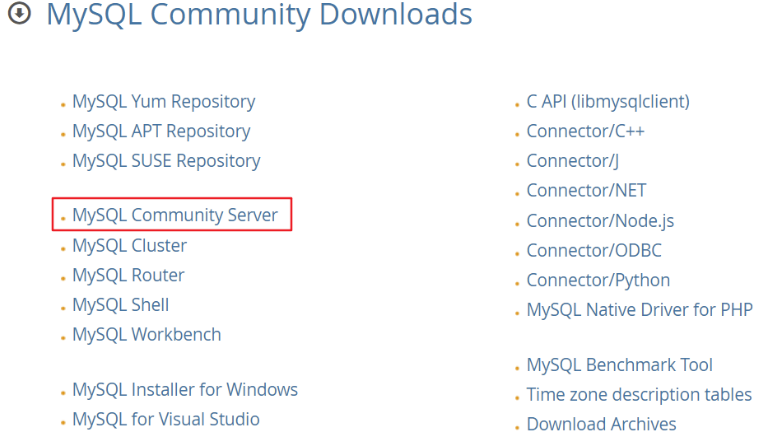 MySQL Community Downloads
MySQL Yum Repository
MySQL APT Repository
MySQL SUSE Repository
MySQL Community Server
MySQL Cluster
MySQL Router
MySQL Shell
MySQL Workbench
MySQL Installer for Windows
MySQL for Visual Studio
C API (libmysqlclient)
Connector/C++
Connector/J
Connector/NET
Connector/Node.js
Connector/ODBC
Connector/Python
MySQL Native Driver for PHP
MySQL Benchmark Tool
Time zone description tables
Download Archives